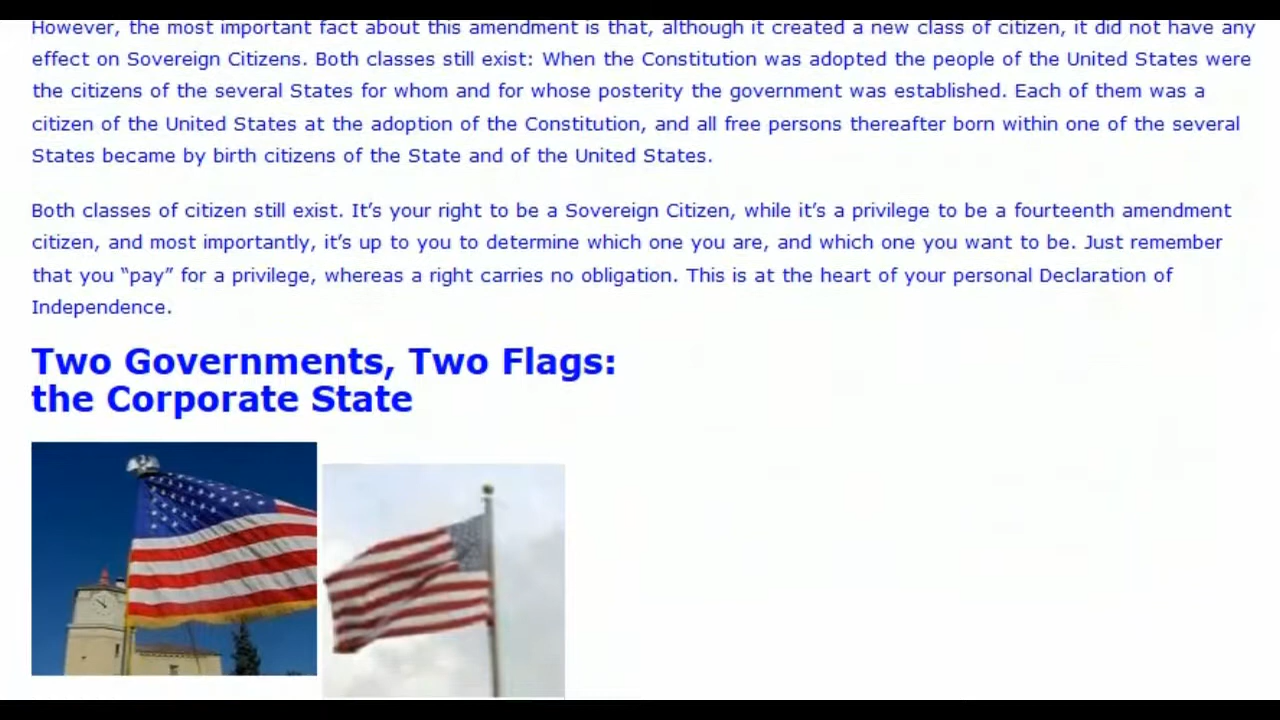 However, the most important fact about this amendment is that, although it created a new class of citizen, it did not have any
effect on Sovereign Citizens. Both classes still exist: When the Constitution was adopted the people of the United States were
the citizens of the several States for whom and for whose posterity the government was established. Each of them was a
citizen of the United States at the adoption of the Constitution, and all free persons thereafter born within one of the several
States became by birth citizens of the State and of the United States.
Both classes of citizen still exist. It’s your right to be a Sovereign Citizen, while it’s a privilege to be a fourteenth amendment
citizen, and most importantly, it’s up to you to determine which one you are, and which one you want to be. Just remember
that you “pay” for a privilege, whereas a right carries no obligation. This is at the heart of your personal Declaration of
Independence.
Two Governments, Two Flags:
the Corporate State